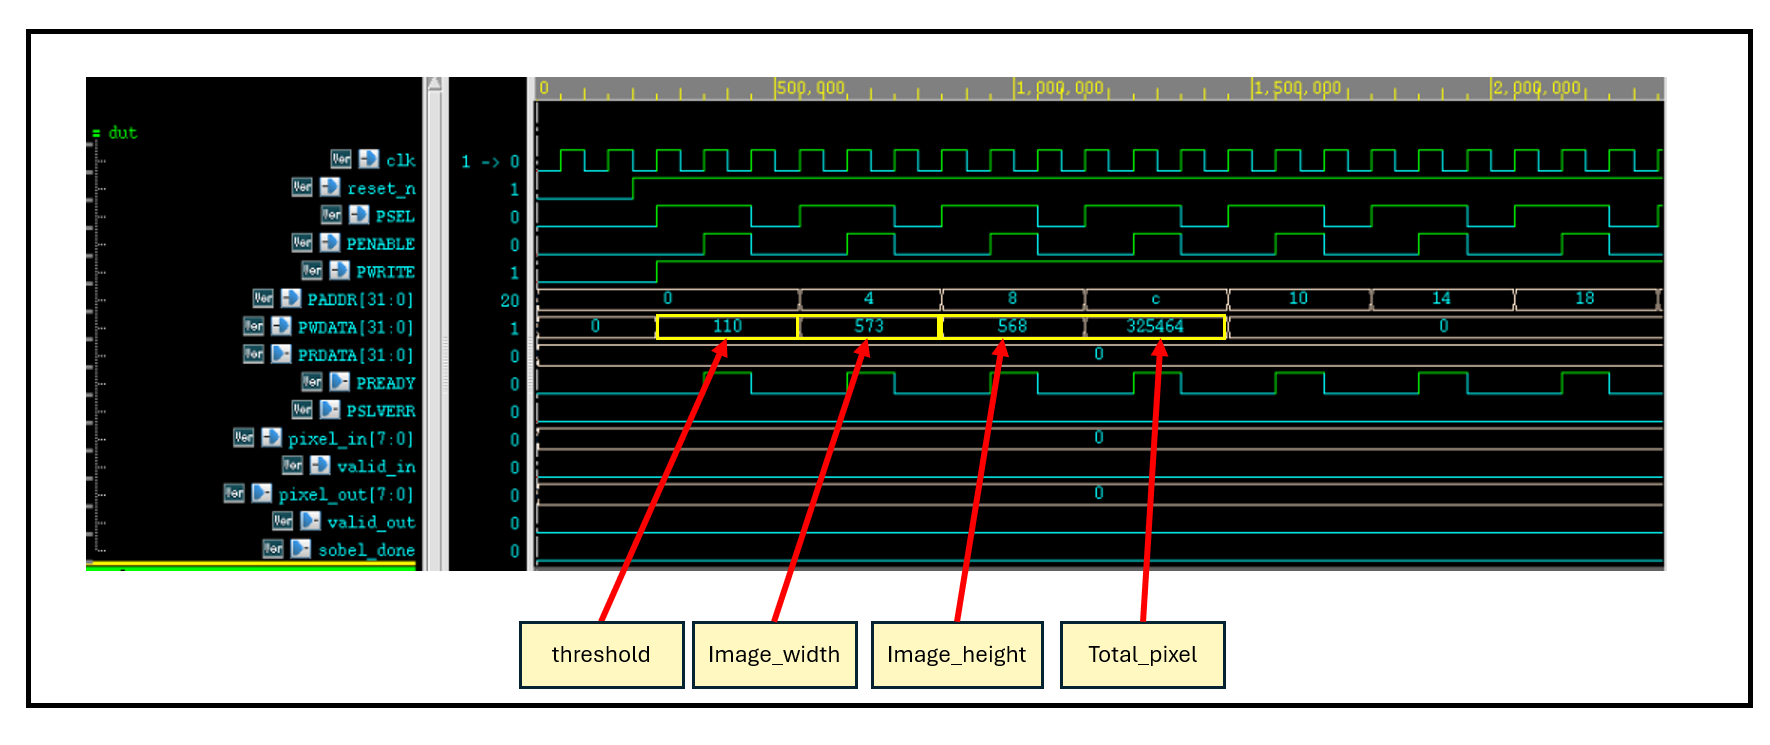 0 500,000 1,000,000 1,500,000 2,000,000
= dut
Ver clk 1 -> 0
Ver reset_n 1
Ver PSEL 0
Ver PENABLE 0
Ver PWRITE 1
Ver PADDR[31:0] 20 0 4 8 c 10 14 18
Ver PWDATA[31:0] 1 0 110 573 568 325464 0
Ver PRDATA[31:0] 0 0
Ver PREADY 0
Ver PSLVERR 0
Ver pixel_in[7:0] 0 0
Ver valid_in 0
Ver pixel_out[7:0] 0 0
Ver valid_out 0
Ver sobel_done 0
threshold Image_width Image_height Total_pixel